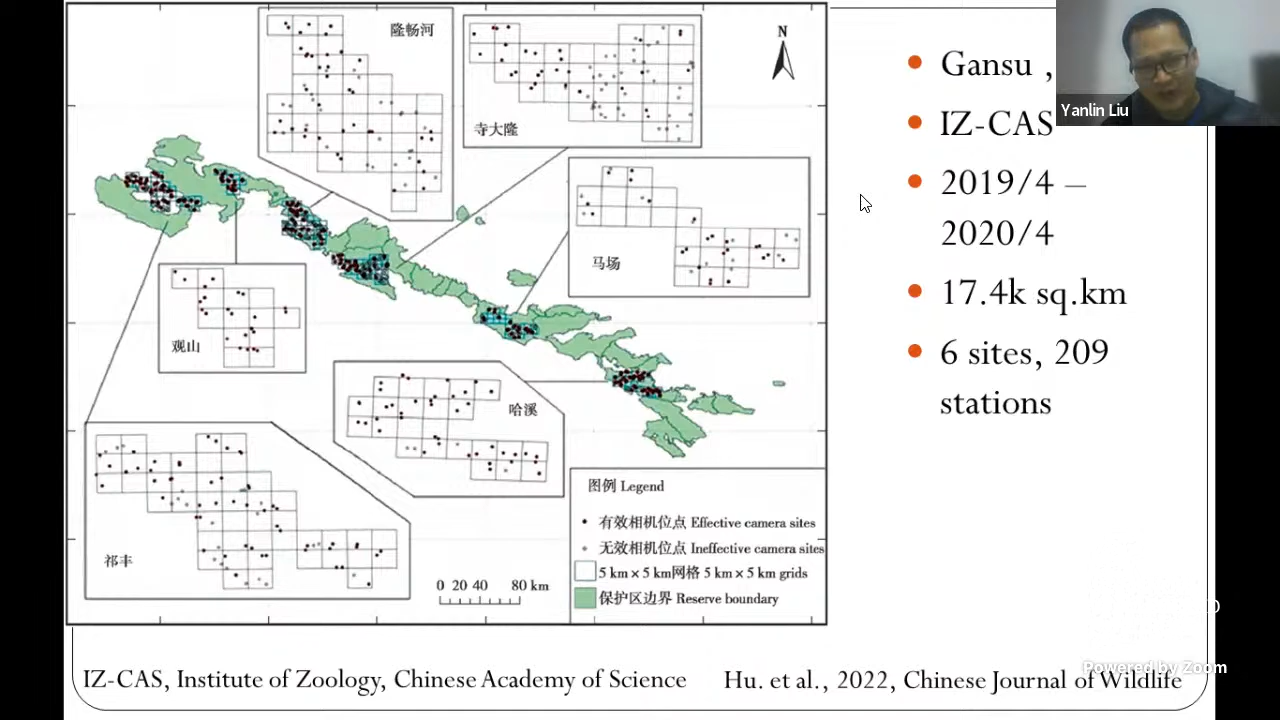 隆畅河
寺大隆
N
马场
观山
哈溪
祁丰
0 20 40 80 km
图例 Legend
有效相机位点 Effective camera sites
无效相机位点 Ineffective camera sites
5 km × 5 km网格 5 km × 5 km grids
保护区边界 Reserve boundary
Gansu ,
IZ-CAS
2019/4 –
2020/4
17.4k sq.km
6 sites, 209
stations
Yanlin Liu
IZ-CAS, Institute of Zoology, Chinese Academy of Science
Hu. et al., 2022, Chinese Journal of Wildlife
Powered by Zoom